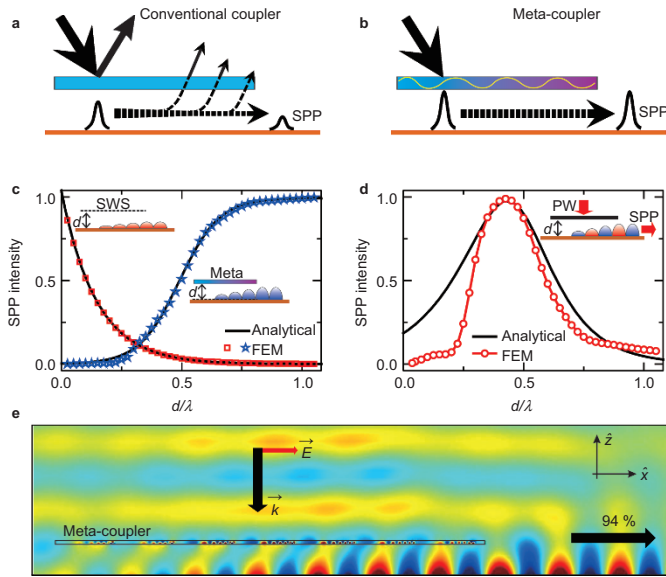 a
Conventional coupler
SPP
b
Meta-coupler
SPP
c
SPP intensity
1.0
0.5
0.0
SWS
d
Meta
d
Analytical
FEM
0.0
0.5
1.0
d/λ
d
SPP intensity
1.0
0.5
0.0
PW
SPP
d
Analytical
FEM
0.0
0.5
1.0
d/λ
e
E
k
Meta-coupler
ẑ
x̂
94 %